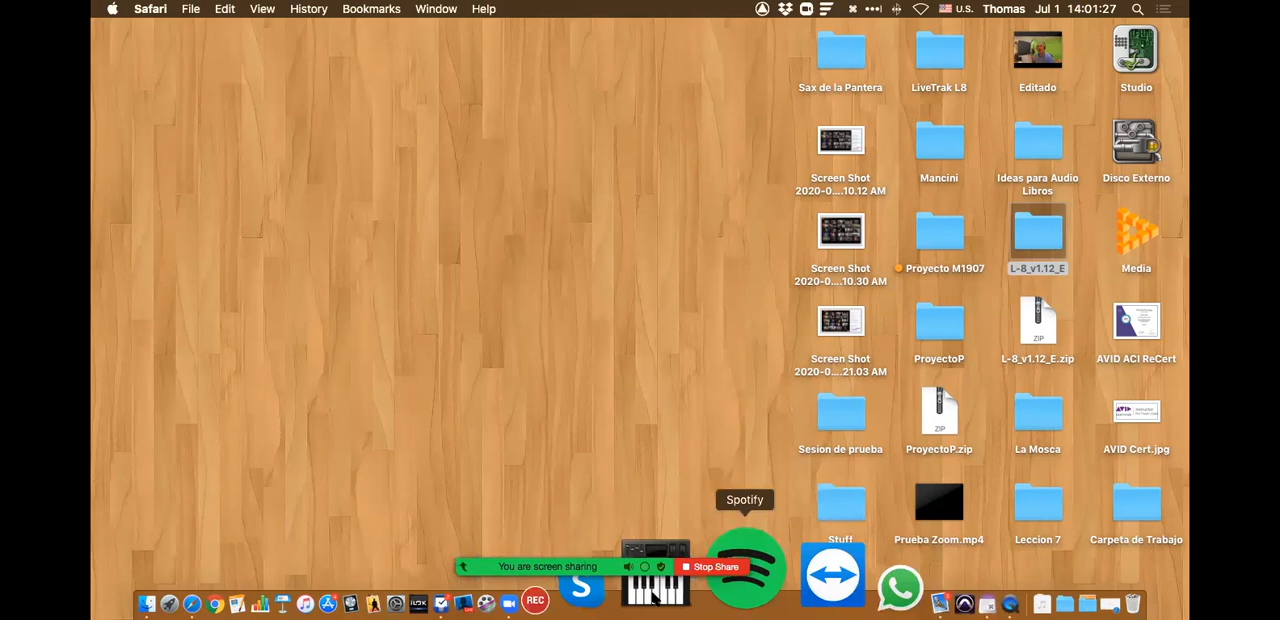 Safari File Edit View History Bookmarks Window Help U.S. Thomas Jul 1 14:01:27
Sax de la Pantera LiveTrak L8 Editado Studio
Screen Shot Mancini Ideas para Audio Disco Externo
2020-0....10.12 AM Libros
Screen Shot Proyecto M1907 L-8_v1.12_E Media
2020-0....10.30 AM
ZIP
Screen Shot ProyectoP L-8_v1.12_E.zip AVID ACI ReCert
2020-0....21.03 AM
ZIP AVID
Sesion de prueba ProyectoP.zip La Mosca AVID Cert.jpg
Spotify
Stuff Prueba Zoom.mp4 Leccion 7 Carpeta de Trabajo
You are screen sharing Stop Share
S
REC